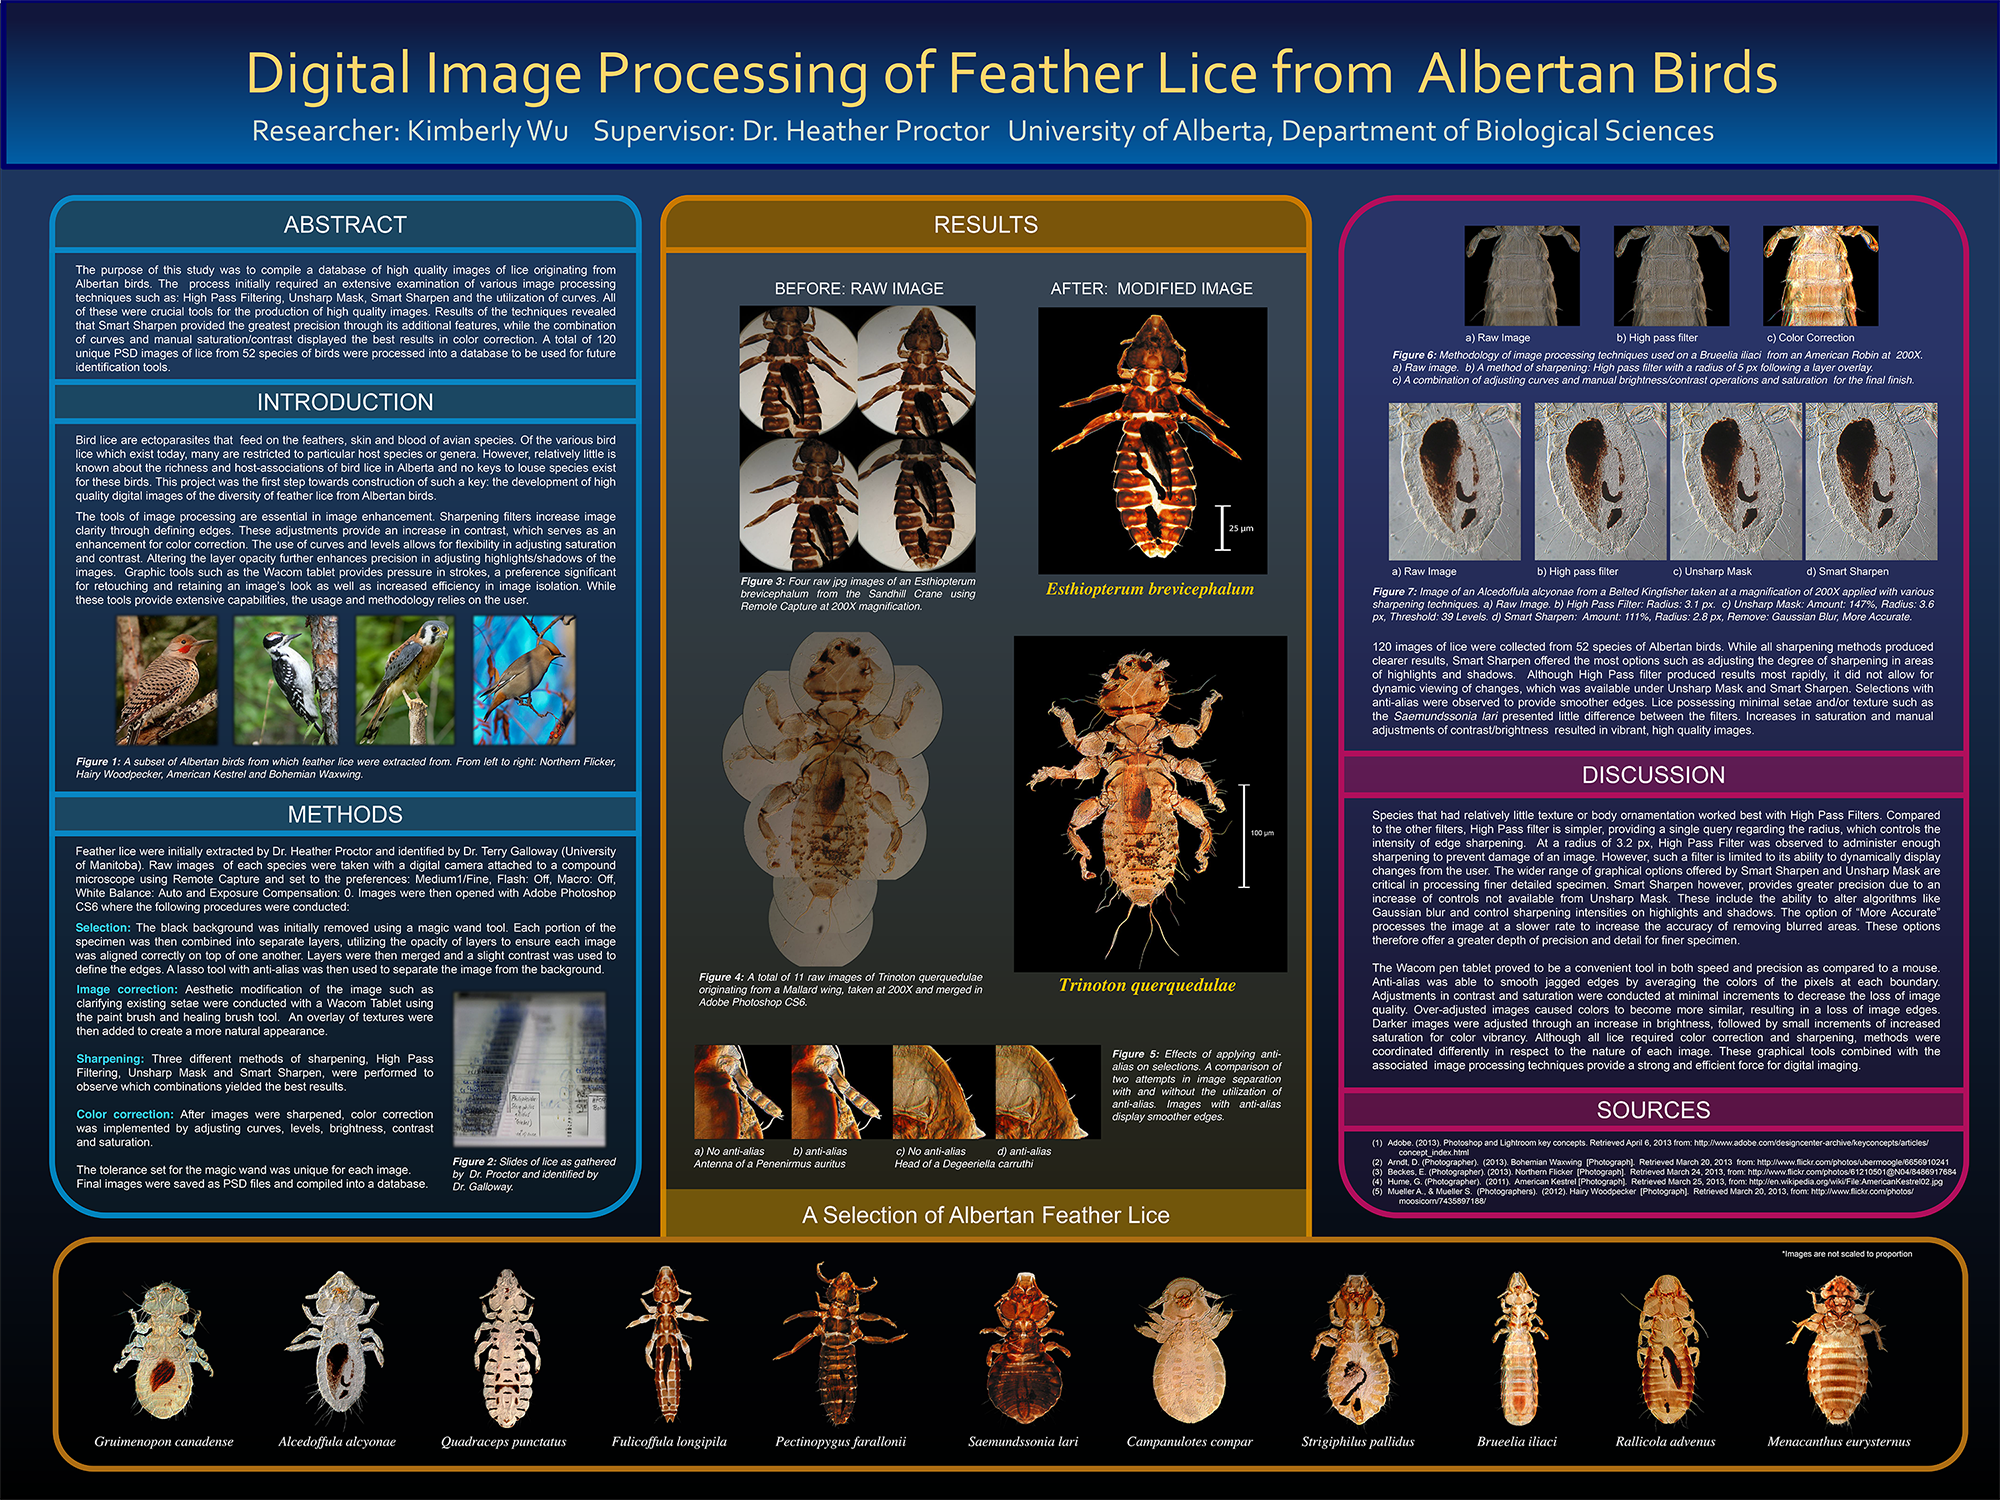 Digital Image Processing of Feather Lice from Albertan Birds
Researcher: Kimberly Wu Supervisor: Dr. Heather Proctor University of Alberta, Department of Biological Sciences
ABSTRACT
The purpose of this study was to compile a database of high quality images of lice originating from
Albertan birds. The process initially required an extensive examination of various image processing
techniques such as: High Pass Filtering, Unsharp Mask, Smart Sharpen and the utilization of curves. All
of these were crucial tools for the production of high quality images. Results of the techniques revealed
that Smart Sharpen provided the greatest precision through its additional features, while the combination
of curves and manual saturation/contrast displayed the best results in color correction. A total of 120
unique PSD images of lice from 52 species of birds were processed into a database to be used for future
identification tools.
INTRODUCTION
Bird lice are ectoparasites that feed on the feathers, skin and blood of avian species. Of the various bird
lice which exist today, many are restricted to particular host species or genera. However, relatively little is
known about the richness and host-associations of bird lice in Alberta and no keys to louse species exist
for these birds. This project was the first step towards construction of such a key: the development of high
quality digital images of the diversity of feather lice from Albertan birds.
The tools of image processing are essential in image enhancement. Sharpening filters increase image
clarity through defining edges. These adjustments provide an increase in contrast, which serves as an
enhancement for color correction. The use of curves and levels allows for flexibility in adjusting saturation
and contrast. Altering the layer opacity further enhances precision in adjusting highlights/shadows of the
images. Graphic tools such as the Wacom tablet provides pressure in strokes, a preference significant
for retouching and retaining an image's look as well as increased efficiency in image isolation. While
these tools provide extensive capabilities, the usage and methodology relies on the user.
Figure 1: A subset of Albertan birds from which feather lice were extracted from. From left to right: Northern Flicker,
Hairy Woodpecker, American Kestrel and Bohemian Waxwing.
METHODS
Feather lice were initially extracted by Dr. Heather Proctor and identified by Dr. Terry Galloway (University
of Manitoba). Raw images of each species were taken with a digital camera attached to a compound
microscope using Remote Capture and set to the preferences: Medium1/Fine, Flash: Off, Macro: Off,
White Balance: Auto and Exposure Compensation: 0. Images were then opened with Adobe Photoshop
CS6 where the following procedures were conducted:
Selection: The black background was initially removed using a magic wand tool. Each portion of the
specimen was then combined into separate layers, utilizing the opacity of layers to ensure each image
was aligned correctly on top of one another. Layers were then merged and a slight contrast was used to
define the edges. A lasso tool with anti-alias was then used to separate the image from the background.
Image correction: Aesthetic modification of the image such as
clarifying existing setae were conducted with a Wacom Tablet using
the paint brush and healing brush tool. An overlay of textures were
then added to create a more natural appearance.
Sharpening: Three different methods of sharpening, High Pass
Filtering, Unsharp Mask and Smart Sharpen, were performed to
observe which combinations yielded the best results.
Color correction: After images were sharpened, color correction
was implemented by adjusting curves, levels, brightness, contrast
and saturation.
The tolerance set for the magic wand was unique for each image.
Final images were saved as PSD files and compiled into a database.
Figure 2: Slides of lice as gathered
by Dr. Proctor and identified by
Dr. Galloway.
RESULTS
BEFORE: RAW IMAGE
AFTER: MODIFIED IMAGE
25 µm
Figure 3: Four raw jpg images of an Esthiopterum
brevicephalum from the Sandhill Crane using
Remote Capture at 200X magnification.
Esthiopterum brevicephalum
100 µm
Figure 4: A total of 11 raw images of Trinoton querquedulae
originating from a Mallard wing, taken at 200X and merged in
Adobe Photoshop CS6.
Trinoton querquedulae
Figure 5: Effects of applying anti-
alias on selections. A comparison of
two attempts in image separation
with and without the utilization of
anti-alias. Images with anti-alias
display smoother edges.
a) No anti-alias b) anti-alias c) No anti-alias d) anti-alias
Antenna of a Penenirmus auritus Head of a Degeeriella carruthi
A Selection of Albertan Feather Lice
a) Raw Image b) High pass filter c) Color Correction
Figure 6: Methodology of image processing techniques used on a Brueelia iliaci from an American Robin at 200X.
a) Raw image. b) A method of sharpening: High pass filter with a radius of 5 px following a layer overlay.
c) A combination of adjusting curves and manual brightness/contrast operations and saturation for the final finish.
a) Raw Image b) High pass filter c) Unsharp Mask d) Smart Sharpen
Figure 7: Image of an Alcedoffula alcyonae from a Belted Kingfisher taken at a magnification of 200X applied with various
sharpening techniques. a) Raw Image. b) High Pass Filter: Radius: 3.1 px. c) Unsharp Mask: Amount: 147%, Radius: 3.6
px, Threshold: 39 Levels. d) Smart Sharpen: Amount: 111%, Radius: 2.8 px, Remove: Gaussian Blur, More Accurate.
120 images of lice were collected from 52 species of Albertan birds. While all sharpening methods produced
clearer results, Smart Sharpen offered the most options such as adjusting the degree of sharpening in areas
of highlights and shadows. Although High Pass filter produced results most rapidly, it did not allow for
dynamic viewing of changes, which was available under Unsharp Mask and Smart Sharpen. Selections with
anti-alias were observed to provide smoother edges. Lice possessing minimal setae and/or texture such as
the Saemundssonia lari presented little difference between the filters. Increases in saturation and manual
adjustments of contrast/brightness resulted in vibrant, high quality images.
DISCUSSION
Species that had relatively little texture or body ornamentation worked best with High Pass Filters. Compared
to the other filters, High Pass filter is simpler, providing a single query regarding the radius, which controls the
intensity of edge sharpening. At a radius of 3.2 px, High Pass Filter was observed to administer enough
sharpening to prevent damage of an image. However, such a filter is limited to its ability to dynamically display
changes from the user. The wider range of graphical options offered by Smart Sharpen and Unsharp Mask are
critical in processing finer detailed specimen. Smart Sharpen however, provides greater precision due to an
increase of controls not available from Unsharp Mask. These include the ability to alter algorithms like
Gaussian blur and control sharpening intensities on highlights and shadows. The option of "More Accurate"
processes the image at a slower rate to increase the accuracy of removing blurred areas. These options
therefore offer a greater depth of precision and detail for finer specimen.
The Wacom pen tablet proved to be a convenient tool in both speed and precision as compared to a mouse.
Anti-alias was able to smooth jagged edges by averaging the colors of the pixels at each boundary.
Adjustments in contrast and saturation were conducted at minimal increments to decrease the loss of image
quality. Over-adjusted images caused colors to become more similar, resulting in a loss of image edges.
Darker images were adjusted through an increase in brightness, followed by small increments of increased
saturation for color vibrancy. Although all lice required color correction and sharpening, methods were
coordinated differently in respect to the nature of each image. These graphical tools combined with the
associated image processing techniques provide a strong and efficient force for digital imaging.
SOURCES
(1) Adobe. (2013). Photoshop and Lightroom key concepts. Retrieved April 6, 2013 from: http://www.adobe.com/designcenter-archive/keyconcepts/articles/
concept_index.html
(2) Arndt, D. (Photographer). (2013). Bohemian Waxwing [Photograph]. Retrieved March 20, 2013 from: http://www.flickr.com/photos/ubermoogle/6656910241
(3) Beckes, E. (Photographer). (2013). Northern Flicker [Photograph]. Retrieved March 24, 2013, from: http://www.flickr.com/photos/61210501@N04/8486917684
(4) Hume, G. (Photographer). (2011). American Kestrel [Photograph]. Retrieved March 25, 2013, from: http://en.wikipedia.org/wiki/File:AmericanKestrel02.jpg
(5) Mueller A., & Mueller S. (Photographers). (2012). Hairy Woodpecker [Photograph]. Retrieved March 20, 2013, from: http://www.flickr.com/photos/
moosicorn/7435897188/
*Images are not scaled to proportion
Gruimenopon canadense Alcedoffula alcyonae Quadraceps punctatus Fulicoffula longipila Pectinopygus farallonii Saemundssonia lari Campanulotes compar Strigiphilus pallidus Brueelia iliaci Rallicola advenus Menacanthus eurysternus